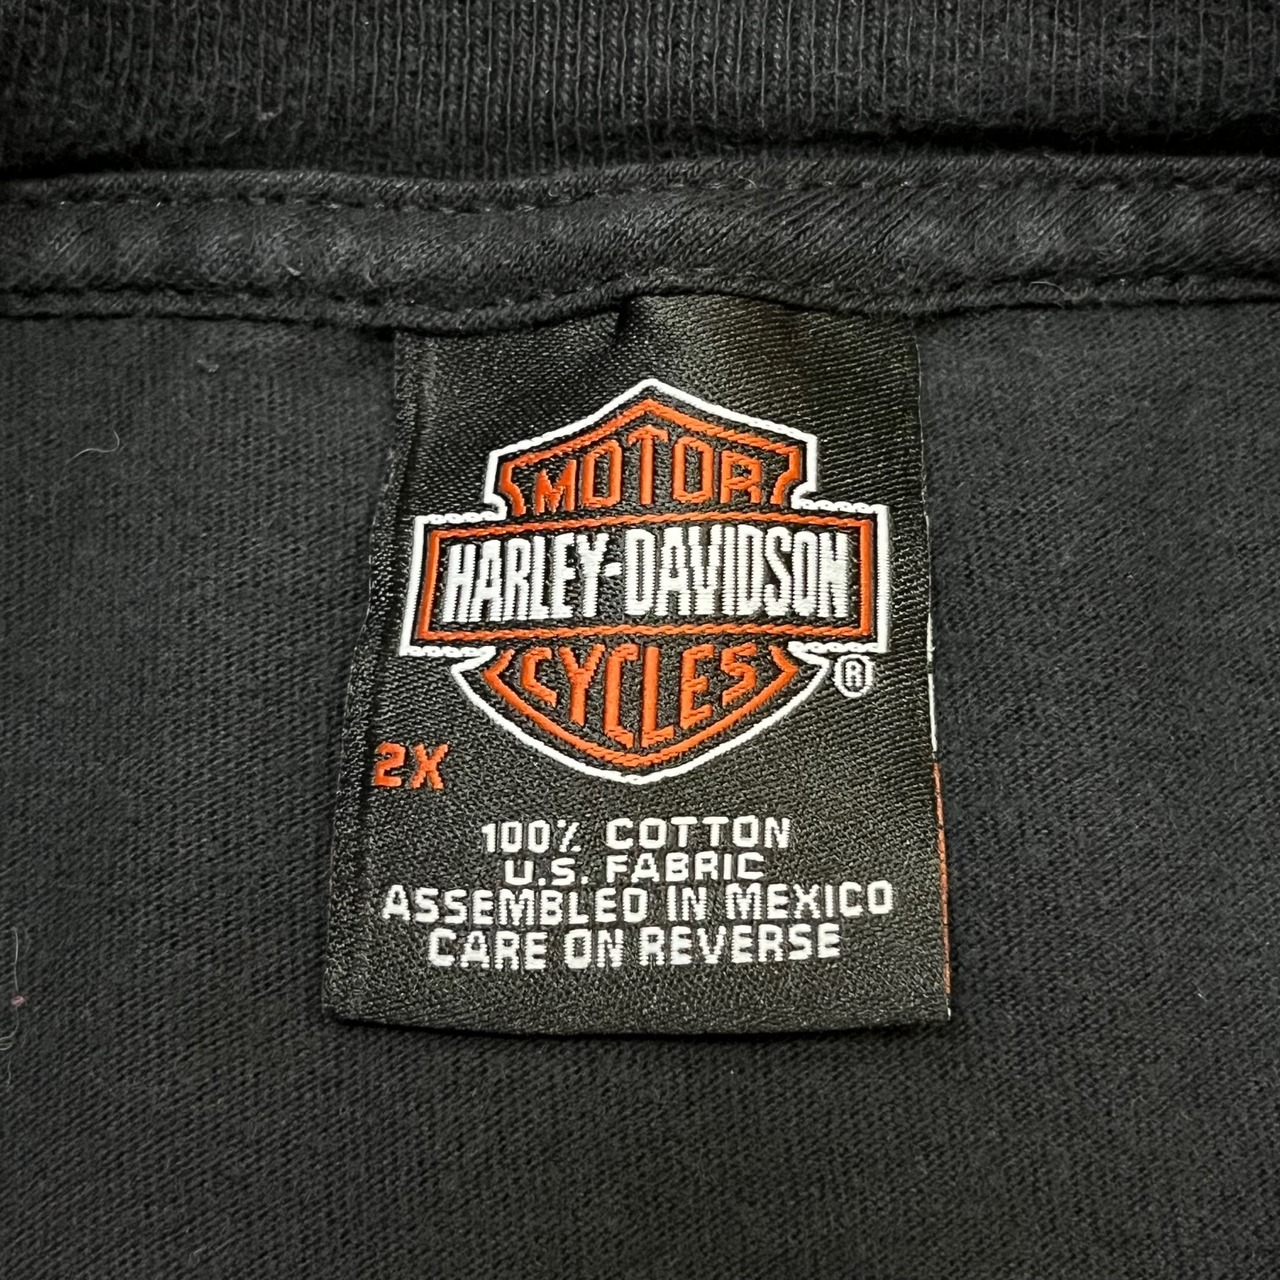 MOTOR
HARLEY-DAVIDSON
CYCLES
®
2X
100% COTTON
U.S. FABRIC
ASSEMBLED IN MEXICO
CARE ON REVERSE